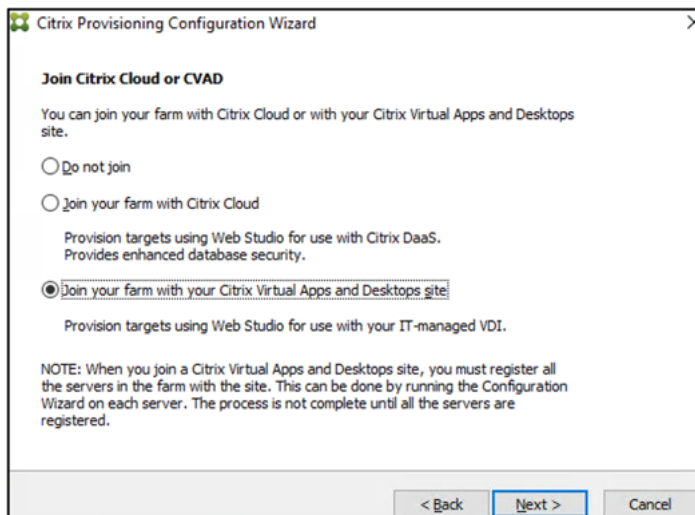 Citrix Provisioning Configuration Wizard
Join Citrix Cloud or CVAD
You can join your farm with Citrix Cloud or with your Citrix Virtual Apps and Desktops
site.
Do not join
Join your farm with Citrix Cloud
Provision targets using Web Studio for use with Citrix DaaS.
Provides enhanced database security.
Join your farm with your Citrix Virtual Apps and Desktops site
Provision targets using Web Studio for use with your IT-managed VDI.
NOTE: When you join a Citrix Virtual Apps and Desktops site, you must register all
the servers in the farm with the site. This can be done by running the Configuration
Wizard on each server. The process is not complete until all the servers are
registered.
< Back Next > Cancel